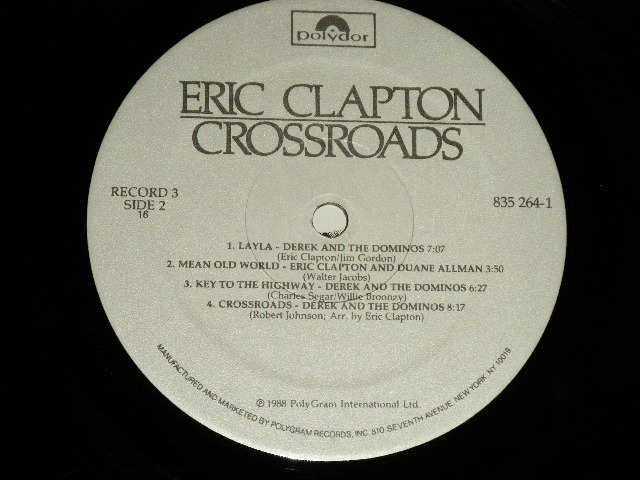 polydor
ERIC CLAPTON
CROSSROADS
RECORD 3
SIDE 2
16
835 264-1
1. LAYLA - DEREK AND THE DOMINOS 7:07
(Eric Clapton/Jim Gordon)
2. MEAN OLD WORLD - ERIC CLAPTON AND DUANE ALLMAN 3:50
(Walter Jacobs)
3. KEY TO THE HIGHWAY - DEREK AND THE DOMINOS 6:27
(Charles Segar/Willie Broonzy)
4. CROSSROADS - DEREK AND THE DOMINOS 8:17
(Robert Johnson; Arr. by Eric Clapton)
℗ 1988 PolyGram International Ltd.
MANUFACTURED AND MARKETED BY POLYGRAM RECORDS, INC. 810 SEVENTH AVENUE, NEW YORK, NY 10019